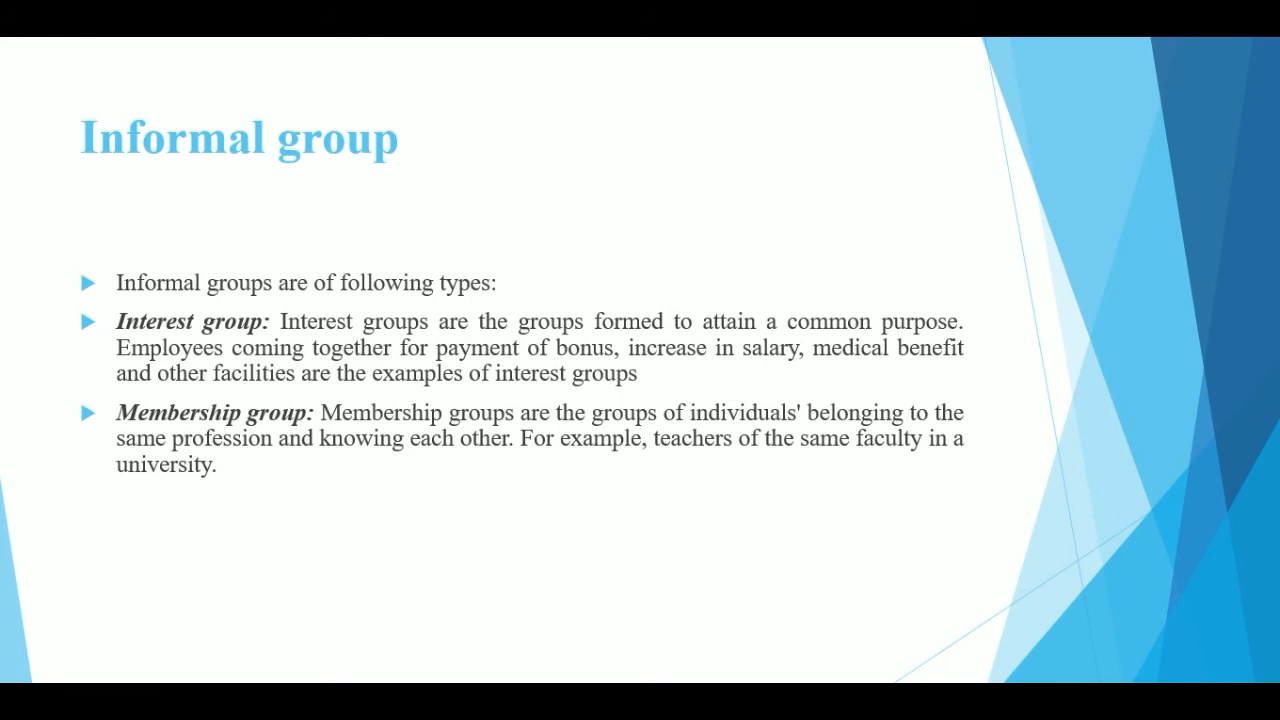 Informal group
Informal groups are of following types:
Interest group: Interest groups are the groups formed to attain a common purpose.
Employees coming together for payment of bonus, increase in salary, medical benefit
and other facilities are the examples of interest groups
Membership group: Membership groups are the groups of individuals' belonging to the
same profession and knowing each other. For example, teachers of the same faculty in a
university.